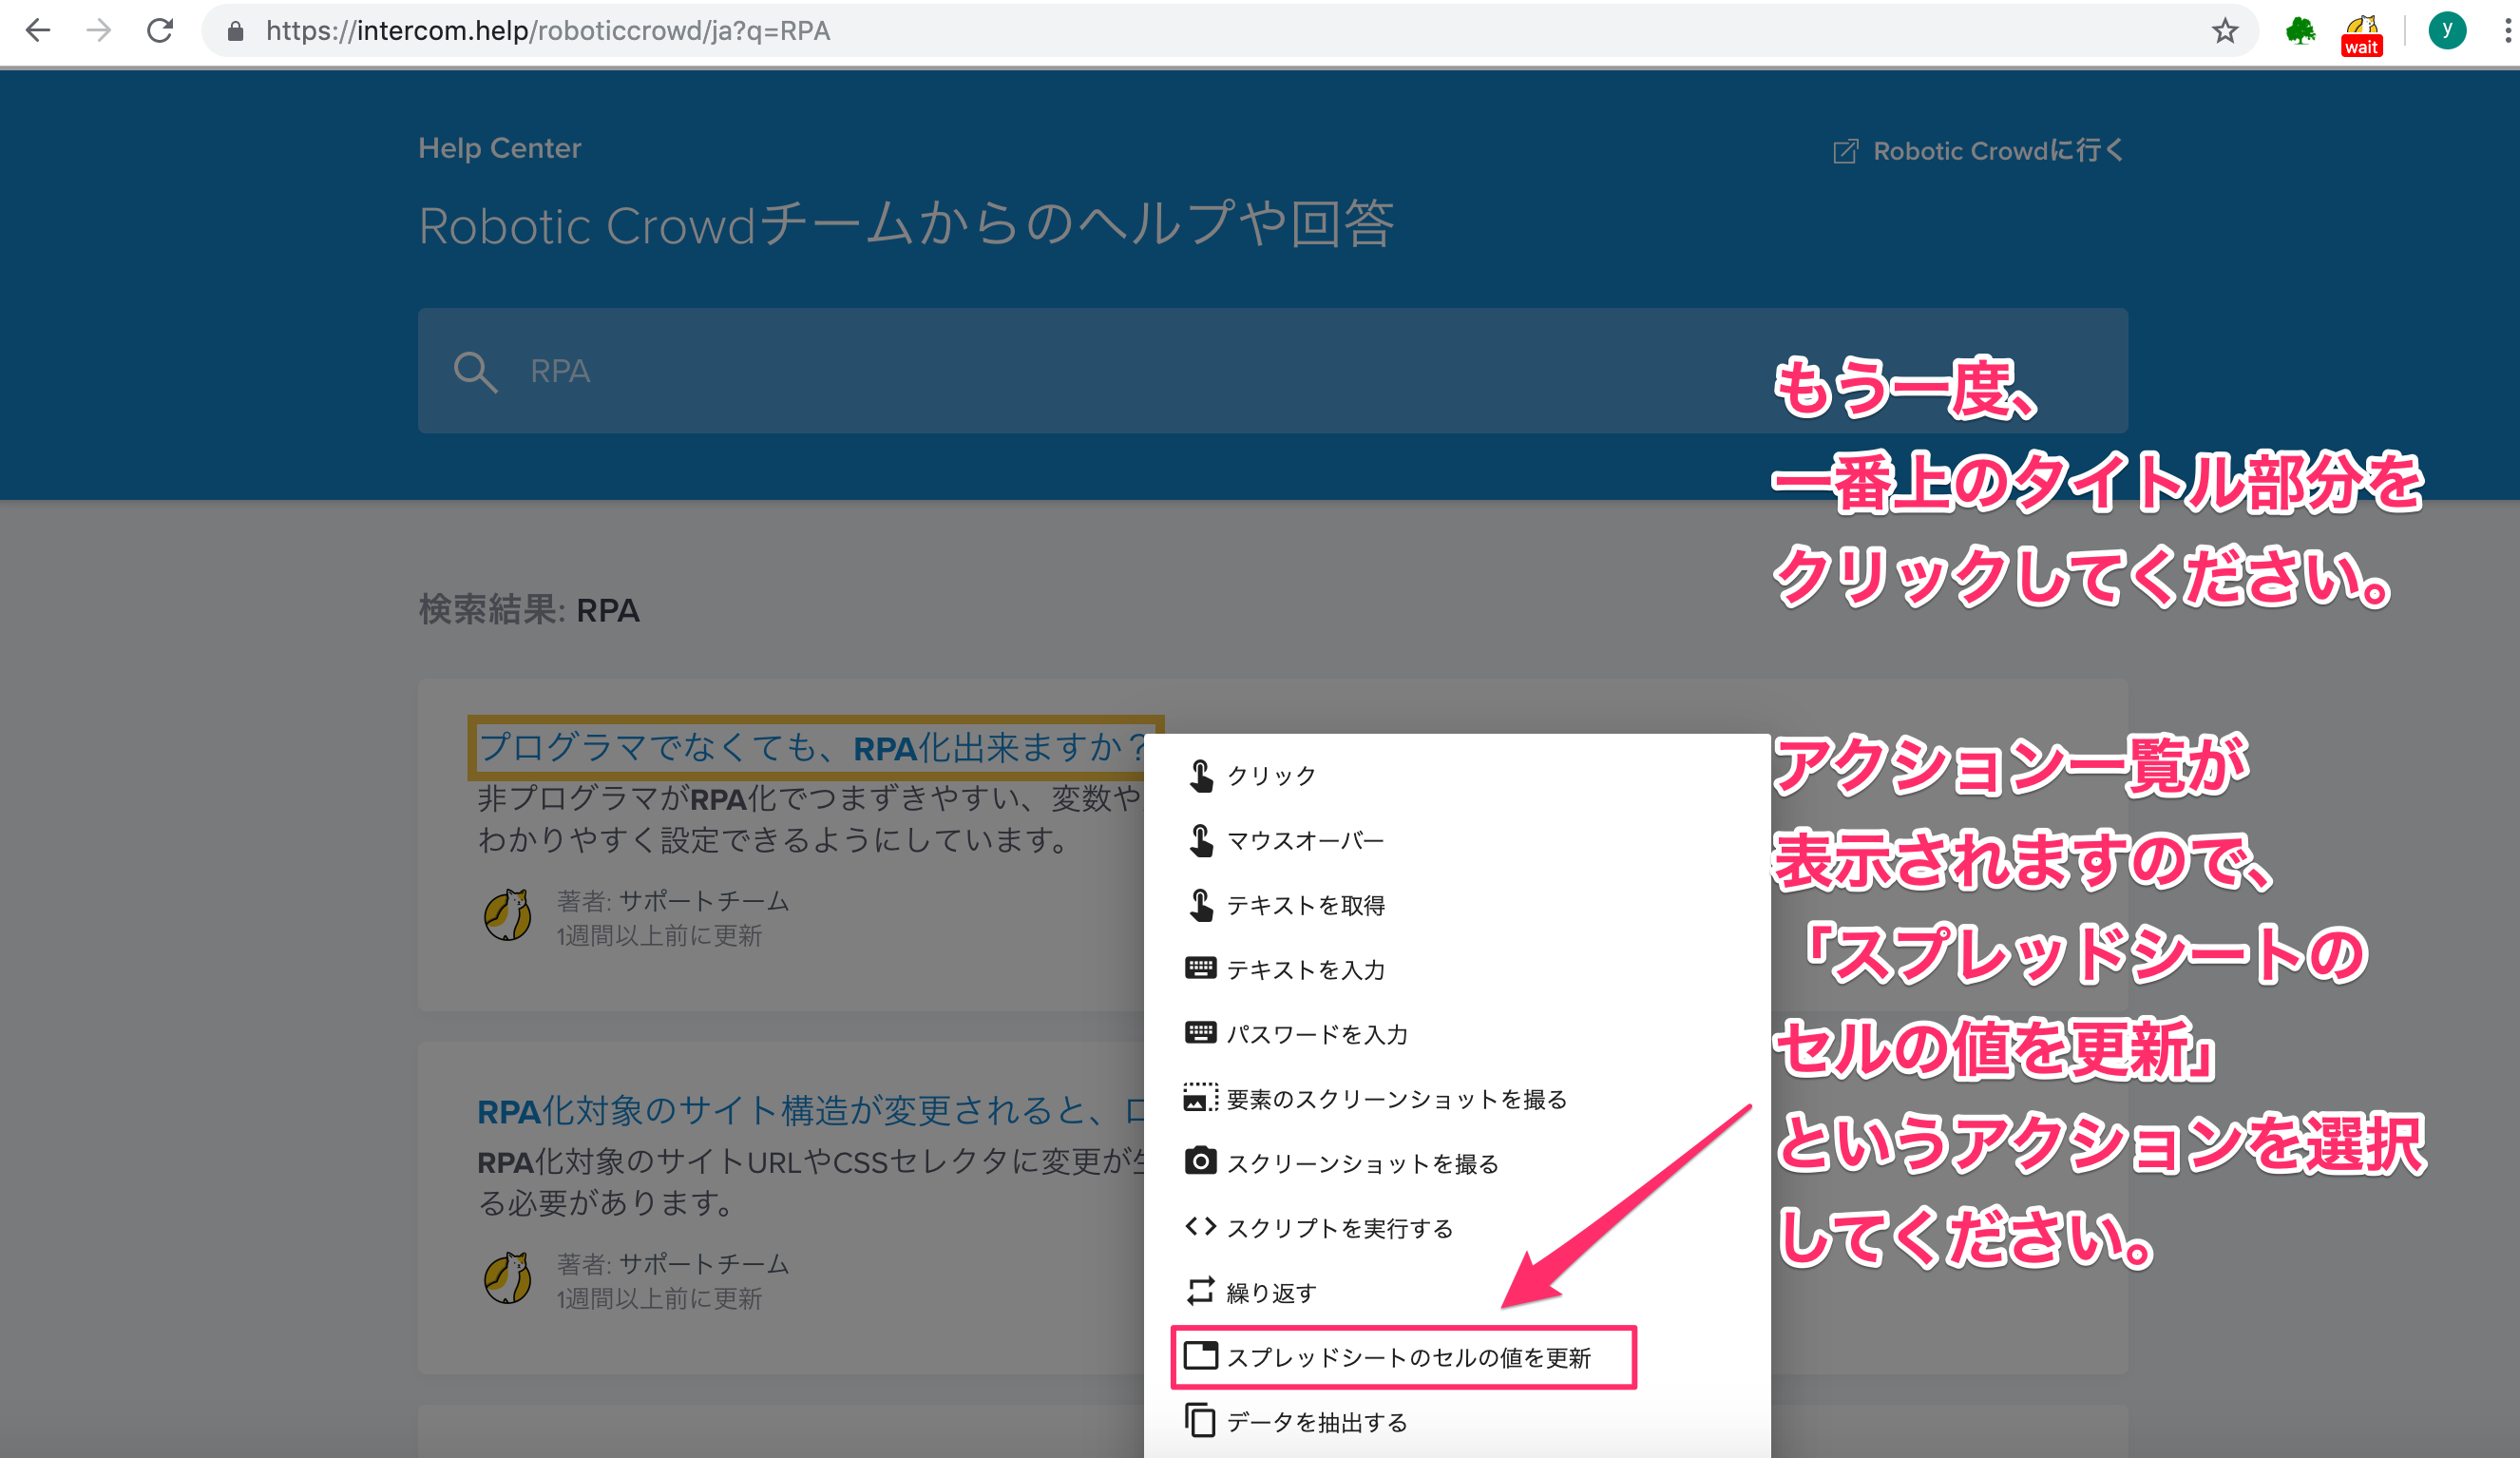 https://intercom.help/roboticcrowd/ja?q=RPA
wait
y
Help Center
Robotic Crowdに行く
Robotic Crowdチームからのヘルプや回答
RPA
もう一度、
一番上のタイトル部分を
クリックしてください。
検索結果: RPA
プログラマでなくても、RPA化出来ますか？
非プログラマがRPA化でつまずきやすい、変数や
わかりやすく設定できるようにしています。
著者: サポートチーム
1週間以上前に更新
RPA化対象のサイト構造が変更されると、ロ
RPA化対象のサイトURLやCSSセレクタに変更が生
る必要があります。
著者: サポートチーム
1週間以上前に更新
クリック
マウスオーバー
テキストを取得
テキストを入力
パスワードを入力
要素のスクリーンショットを撮る
スクリーンショットを撮る
スクリプトを実行する
繰り返す
スプレッドシートのセルの値を更新
データを抽出する
アクション一覧が
表示されますので、
「スプレッドシートの
セルの値を更新」
というアクションを選択
してください。